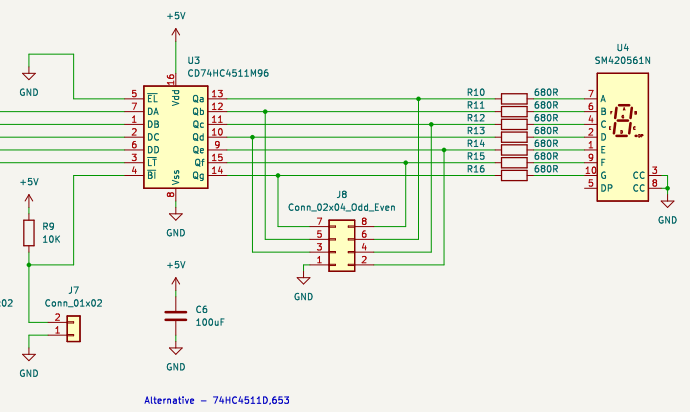 +5V
U4
SM420561N
U3
CD74HC4511M96
GND
16
Vdd
5 EL Qa 13
7 DA Qb 12
1 DB Qc 11
2 DC Qd 10
6 DD Qe 9
3 LT Qf 15
4 BI Qg 14
Vss
8
GND
R10 680R
R11 680R
R12 680R
R13 680R
R14 680R
R15 680R
R16 680R
7 A
6 B
4 C
2 D
1 E
9 F
10 G
5 DP
CC 3
CC 8
GND
+5V
R9
10K
J8
Conn_02x04_Odd_Even
7 8
5 6
3 4
1 2
GND
+5V
C6
100uF
GND
J7
Conn_01x02
:02
2
1
GND
Alternative - 74HC4511D,653